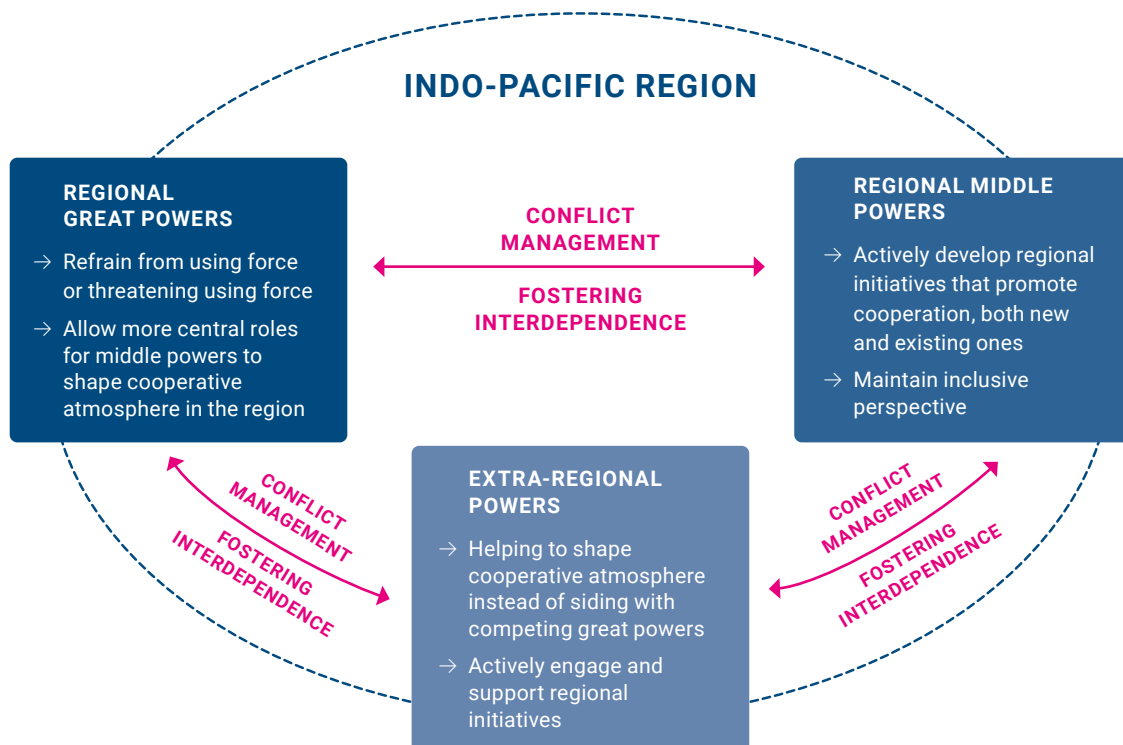 INDO-PACIFIC REGION
REGIONAL
GREAT POWERS
→ Refrain from using force
or threatening using force
→ Allow more central roles
for middle powers to
shape cooperative
atmosphere in the region
CONFLICT
MANAGEMENT
FOSTERING
INTERDEPENDENCE
REGIONAL MIDDLE
POWERS
→ Actively develop regional
initiatives that promote
cooperation, both new
and existing ones
→ Maintain inclusive
perspective
CONFLICT
MANAGEMENT
FOSTERING
INTERDEPENDENCE
EXTRA-REGIONAL
POWERS
→ Helping to shape
cooperative atmosphere
instead of siding with
competing great powers
→ Actively engage and
support regional
initiatives
CONFLICT
MANAGEMENT
FOSTERING
INTERDEPENDENCE